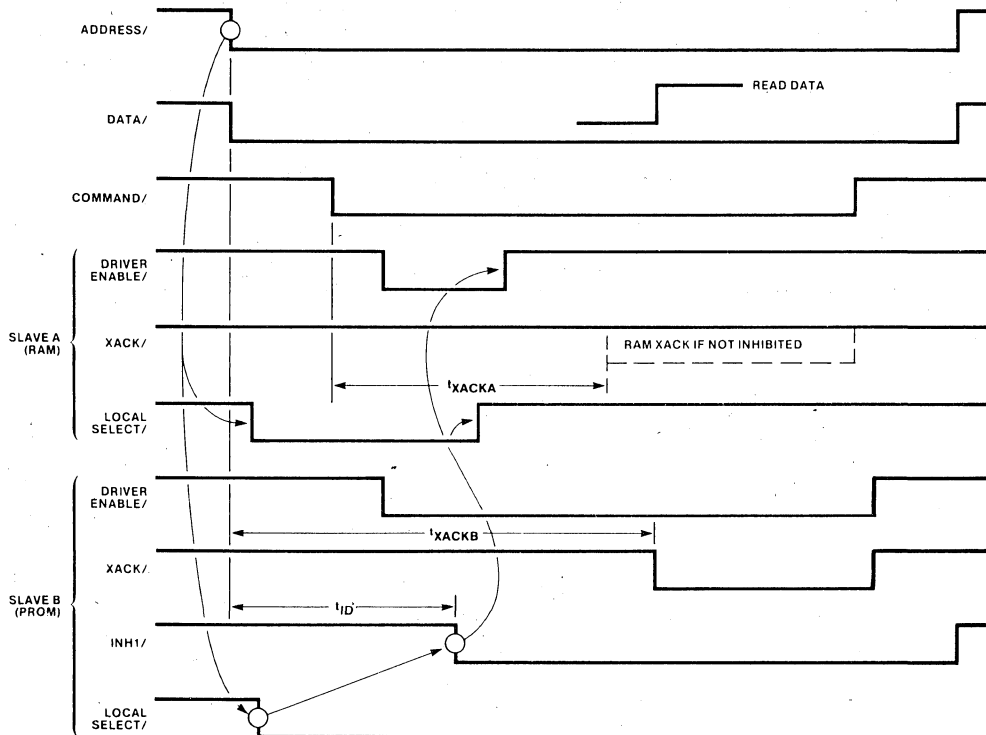 ADDRESS/
READ DATA
DATA/
COMMAND/
DRIVER
ENABLE/
SLAVE A
(RAM)
XACK/
RAM XACK IF NOT INHIBITED
tXACKA
LOCAL
SELECT/
DRIVER
ENABLE/
tXACKB
XACK/
SLAVE B
(PROM)
tID
INH1/
LOCAL
SELECT/